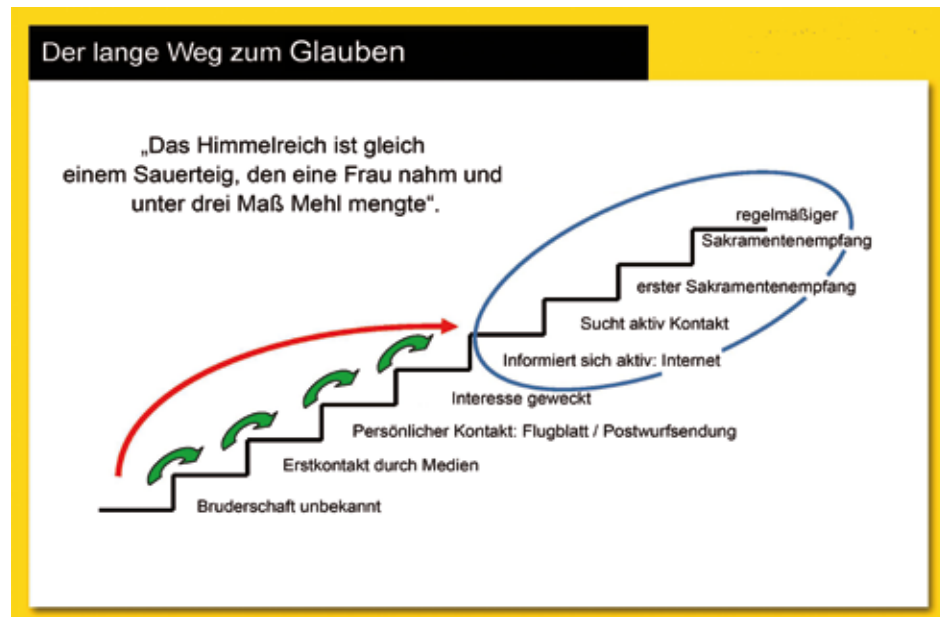 Der lange Weg zum Glauben
„Das Himmelreich ist gleich
einem Sauerteig, den eine Frau nahm und
unter drei Maß Mehl mengte“.
regelmäßiger
Sakramentenempfang
erster Sakramentenempfang
Sucht aktiv Kontakt
Informiert sich aktiv: Internet
Interesse geweckt
Persönlicher Kontakt: Flugblatt / Postwurfsendung
Erstkontakt durch Medien
Bruderschaft unbekannt